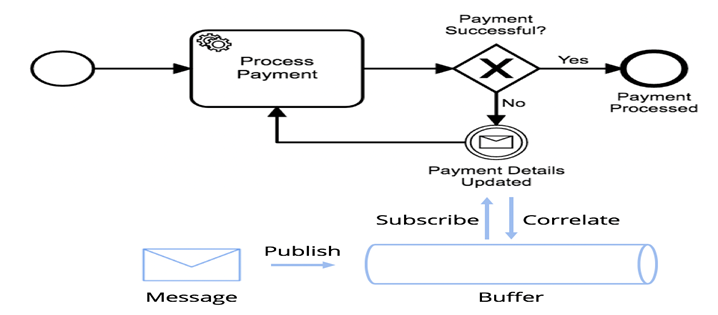 Payment
Successful?
Process
Payment
Yes
No
Payment
Processed
Payment Details
Updated
Subscribe
Correlate
Publish
Message
Buffer